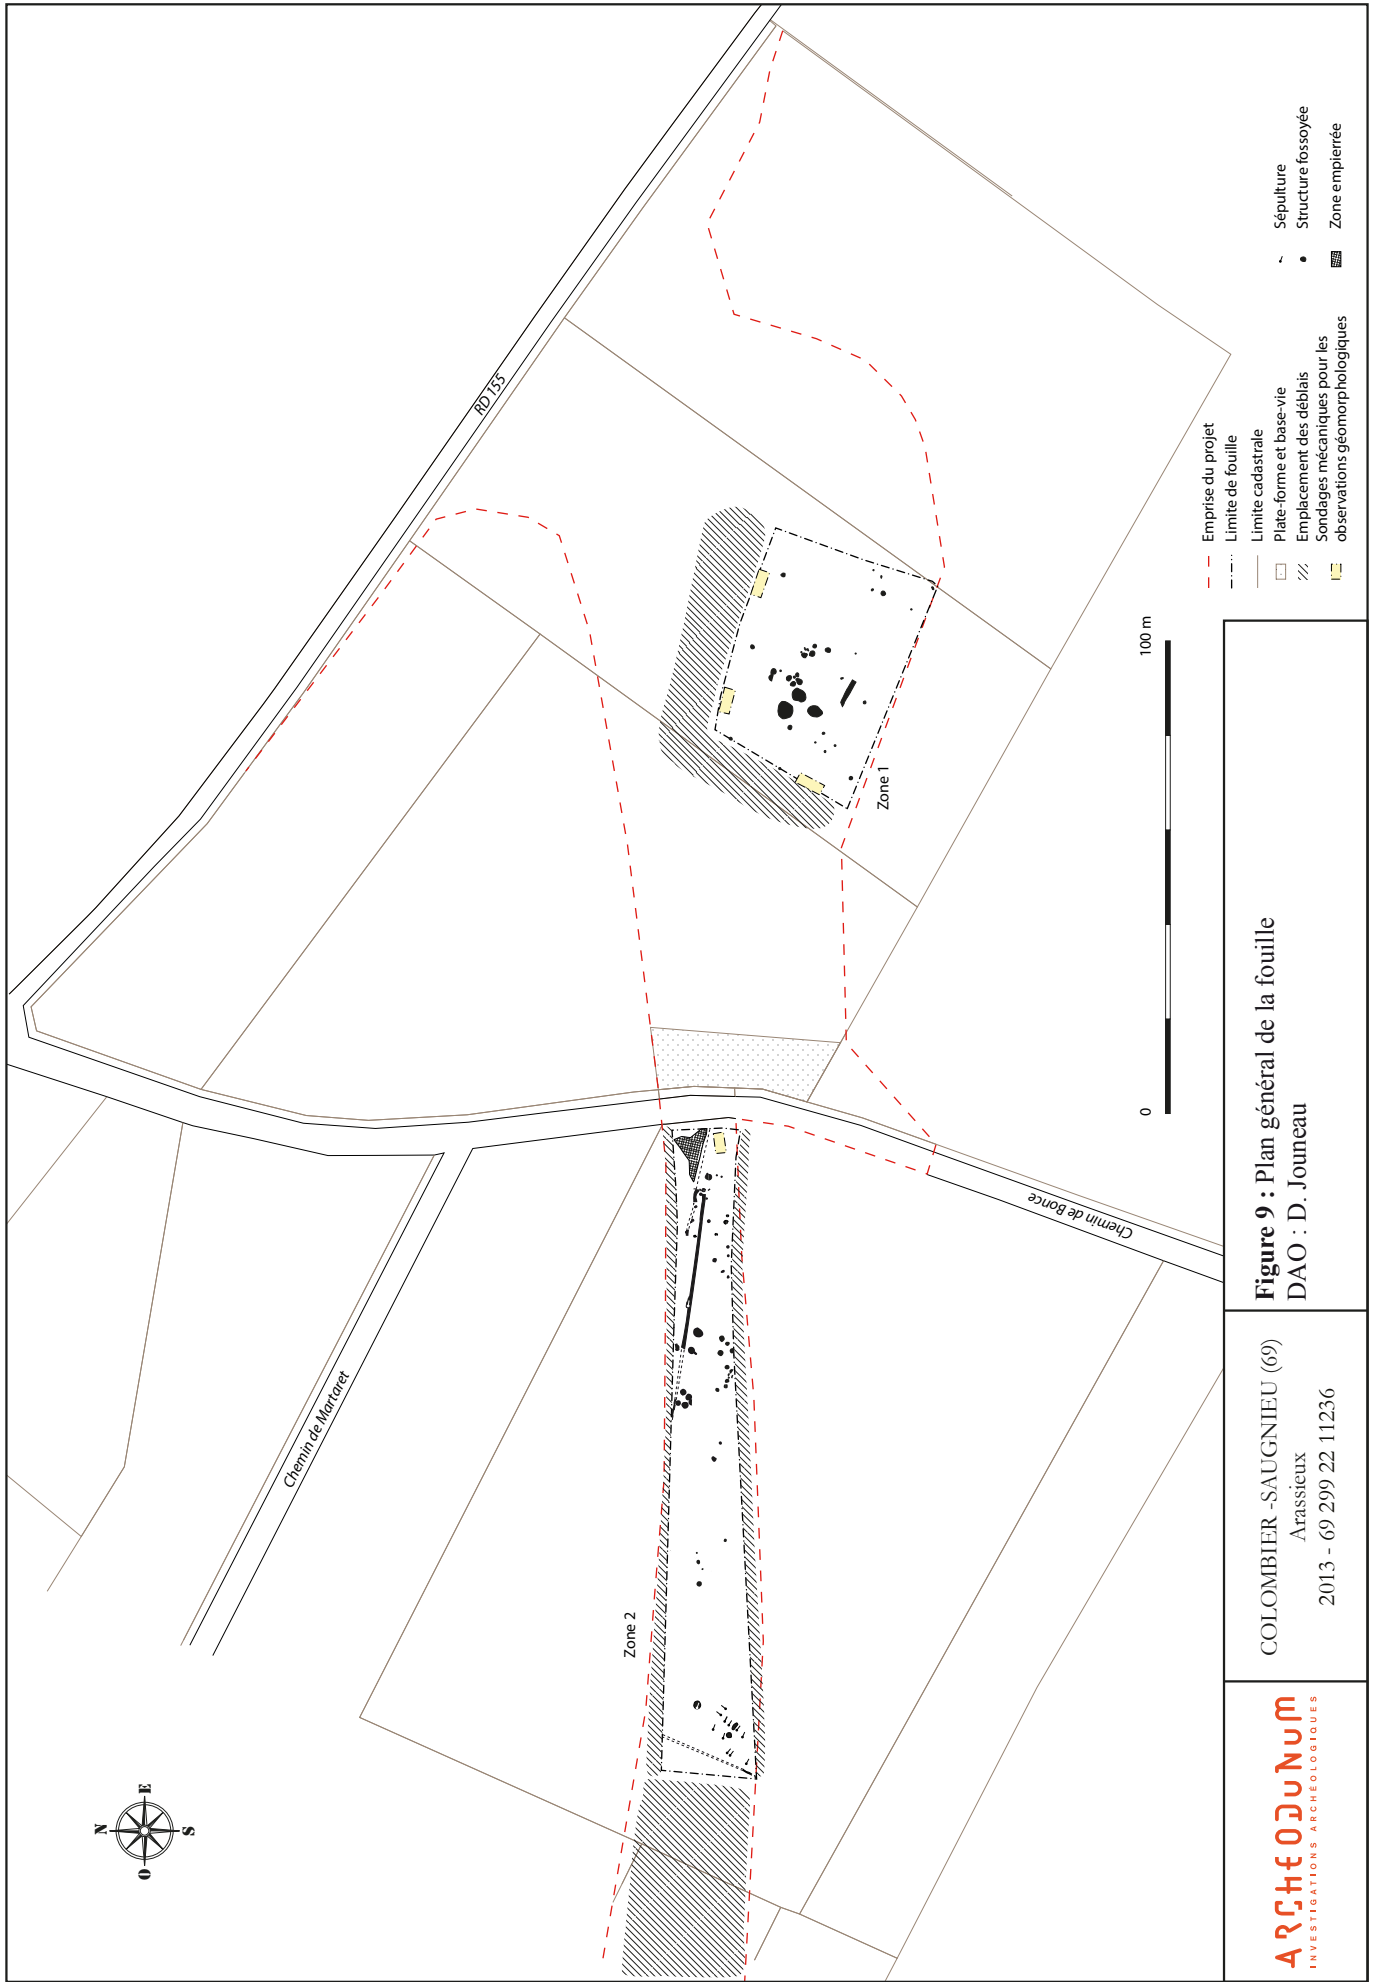 RD 155
Chemin de Martaret
Chemin de Bonce
Zone 1
Zone 2
N
O
E
S
0
100 m
Emprise du projet
Limite de fouille
Limite cadastrale
Plate-forme et base-vie
Emplacement des déblais
Sondages mécaniques pour les
observations géomorphologiques
Sépulture
Structure fossoyée
Zone empierrée
ARCHEODUNUM
INVESTIGATIONS ARCHÉOLOGIQUES
COLOMBIER -SAUGNIEU (69)
Arassieux
2013 - 69 299 22 11236
Figure 9 : Plan général de la fouille
DAO : D. Jouneau